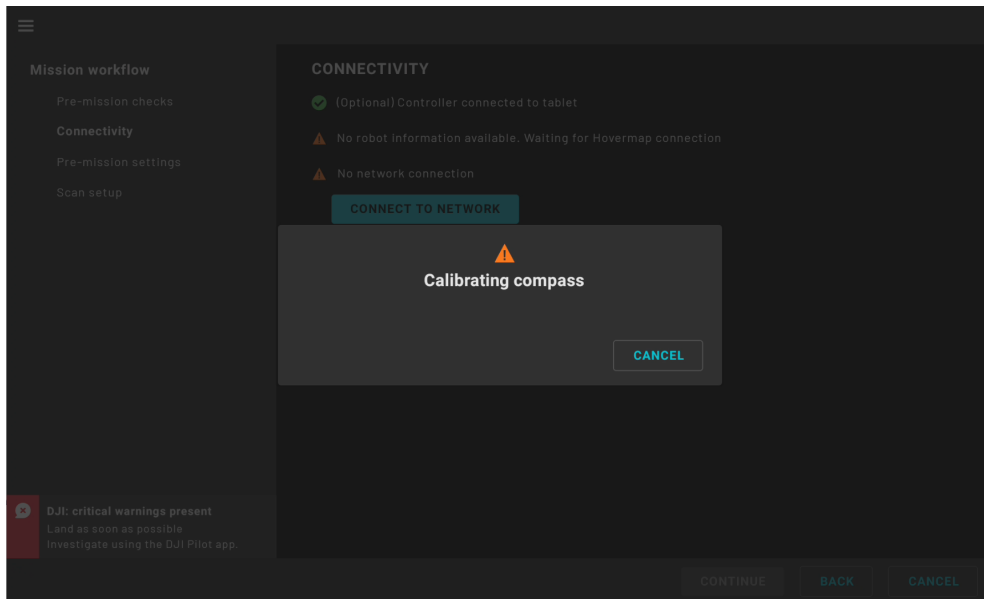 Mission workflow
Pre-mission checks
Connectivity
Pre-mission settings
Scan setup
CONNECTIVITY
(Optional) Controller connected to tablet
No robot information available. Waiting for Hovermap connection
No network connection
CONNECT TO NETWORK
Calibrating compass
CANCEL
DJI: critical warnings present
Land as soon as possible
Investigate using the DJI Pilot app.
CONTINUE BACK CANCEL